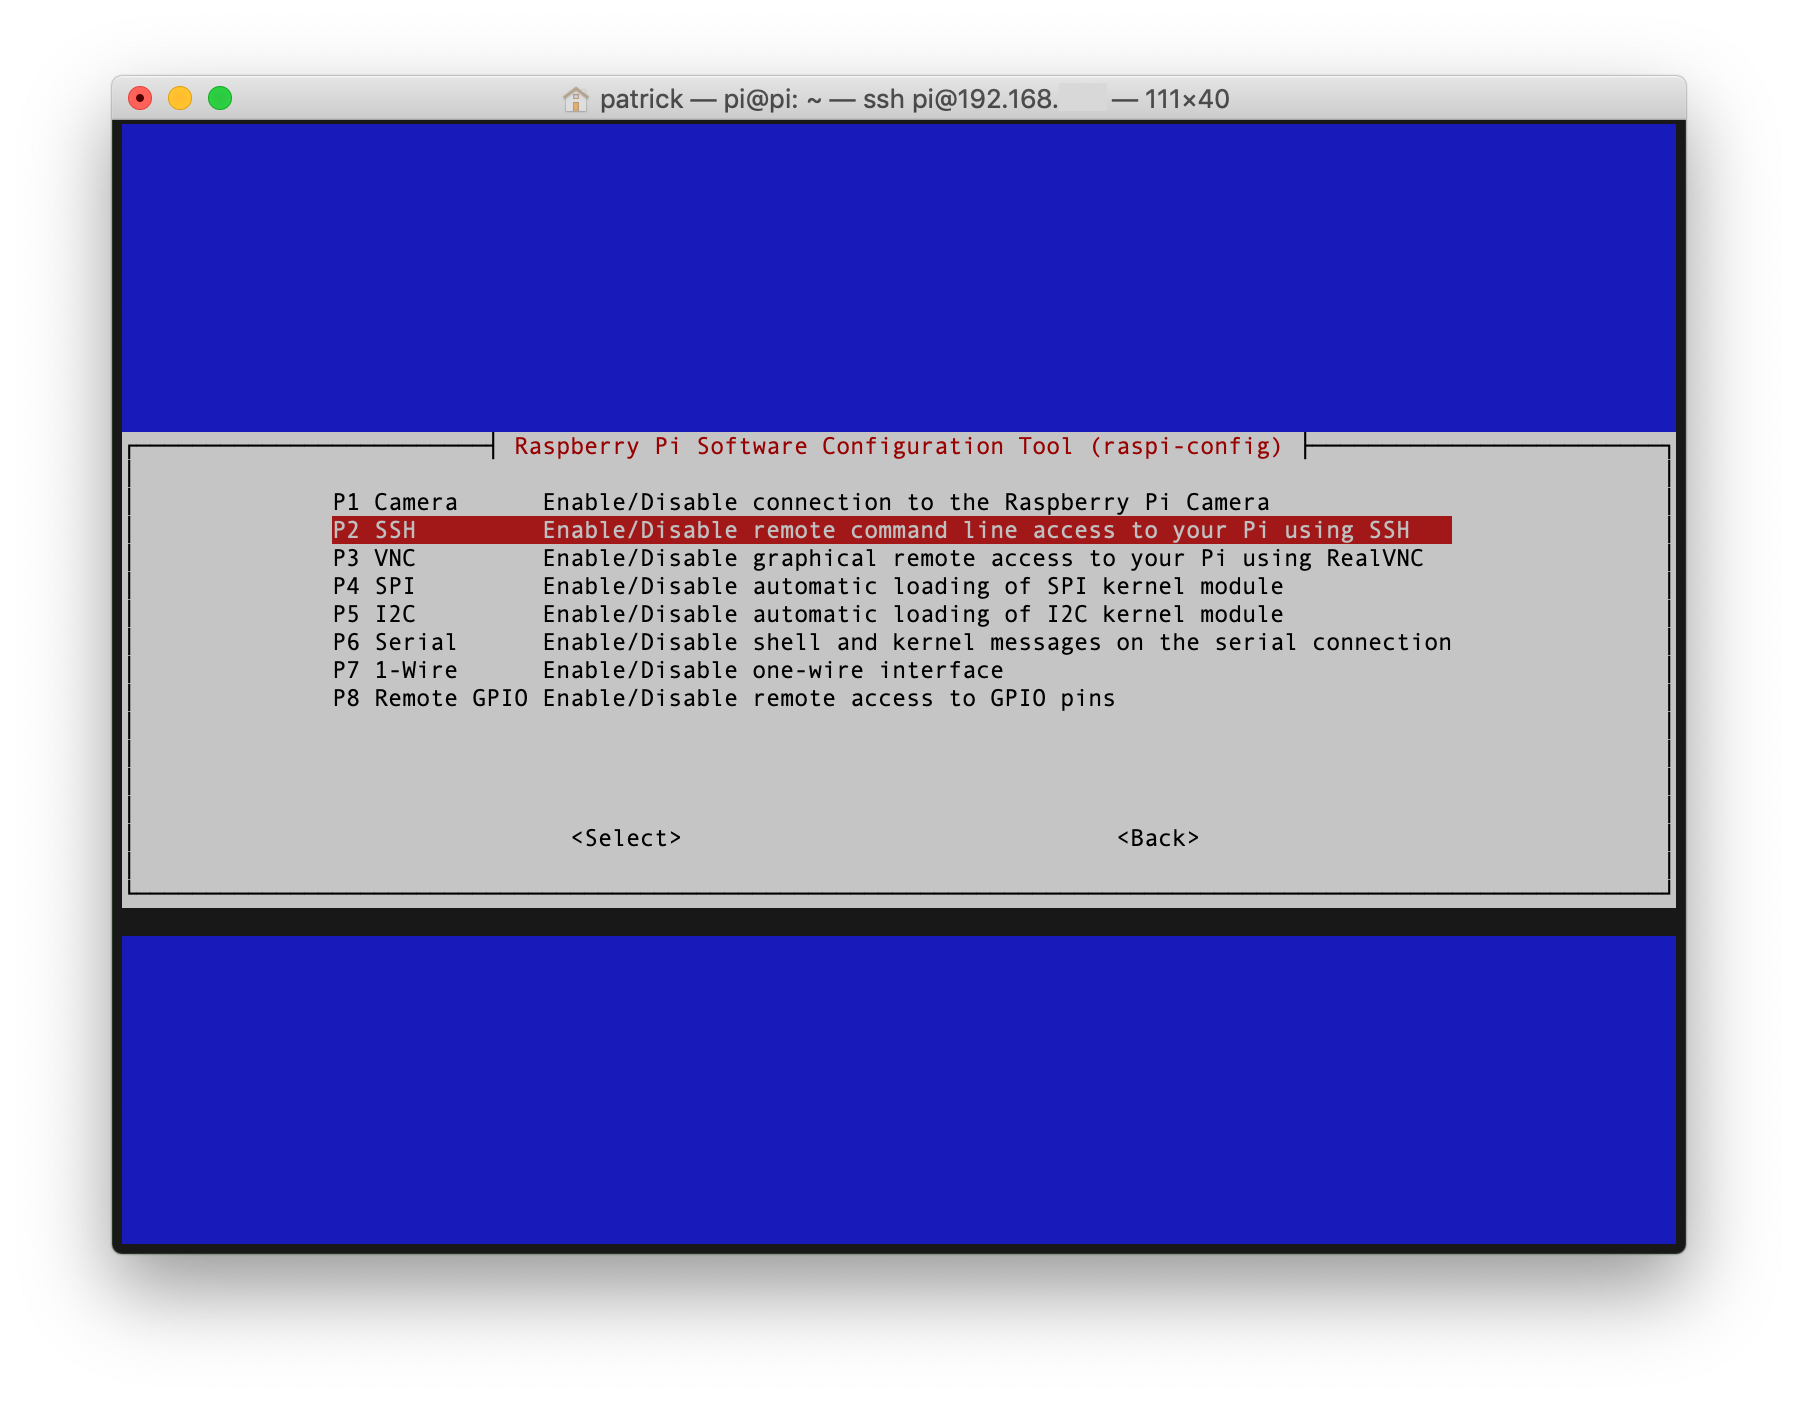 patrick — pi@pi: ~ — ssh pi@192.168. — 111×40
Raspberry Pi Software Configuration Tool (raspi-config)
P1 Camera Enable/Disable connection to the Raspberry Pi Camera
P2 SSH Enable/Disable remote command line access to your Pi using SSH
P3 VNC Enable/Disable graphical remote access to your Pi using RealVNC
P4 SPI Enable/Disable automatic loading of SPI kernel module
P5 I2C Enable/Disable automatic loading of I2C kernel module
P6 Serial Enable/Disable shell and kernel messages on the serial connection
P7 1-Wire Enable/Disable one-wire interface
P8 Remote GPIO Enable/Disable remote access to GPIO pins
<Select> <Back>